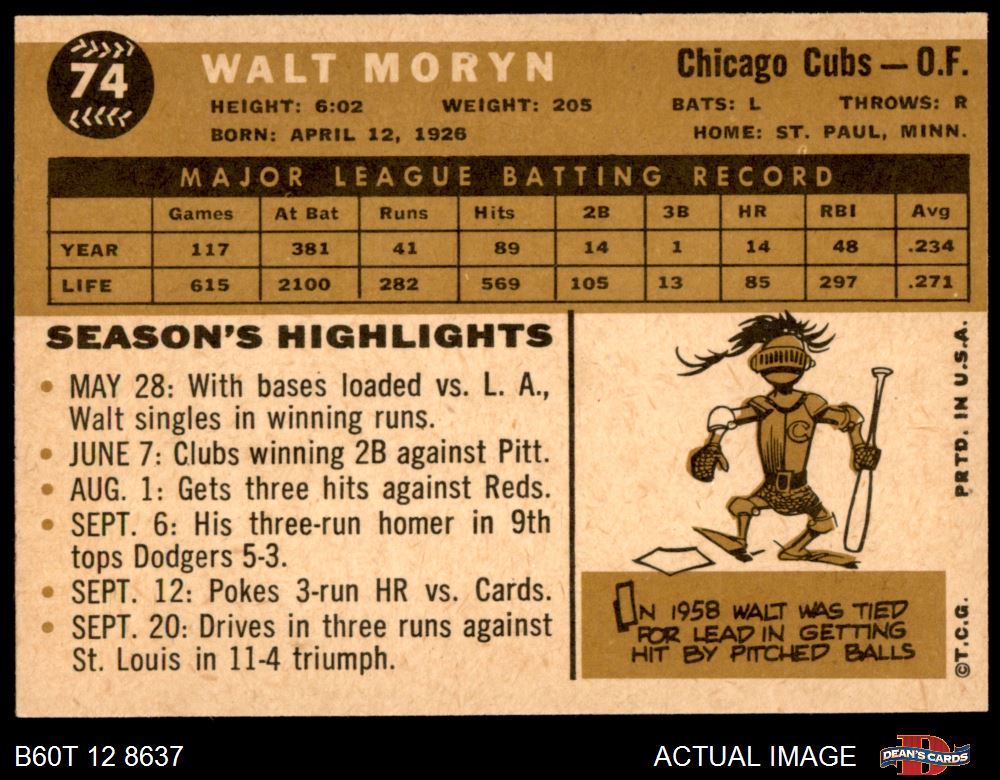 74
WALT MORYN
Chicago Cubs — O.F.
HEIGHT: 6:02 WEIGHT: 205 BATS: L THROWS: R
BORN: APRIL 12, 1926 HOME: ST. PAUL, MINN.
MAJOR LEAGUE BATTING RECORD
Games At Bat Runs Hits 2B 3B HR RBI Avg
YEAR 117 381 41 89 14 1 14 48 .234
LIFE 615 2100 282 569 105 13 85 297 .271
SEASON'S HIGHLIGHTS
• MAY 28: With bases loaded vs. L. A.,
Walt singles in winning runs.
• JUNE 7: Clubs winning 2B against Pitt.
• AUG. 1: Gets three hits against Reds.
• SEPT. 6: His three-run homer in 9th
tops Dodgers 5-3.
• SEPT. 12: Pokes 3-run HR vs. Cards.
• SEPT. 20: Drives in three runs against
St. Louis in 11-4 triumph.
C
IN 1958 WALT WAS TIED
FOR LEAD IN GETTING
HIT BY PITCHED BALLS
©T.C.G. PRTD. IN U.S.A.
B60T 12 8637
ACTUAL IMAGE
D
DEAN'S CARDS